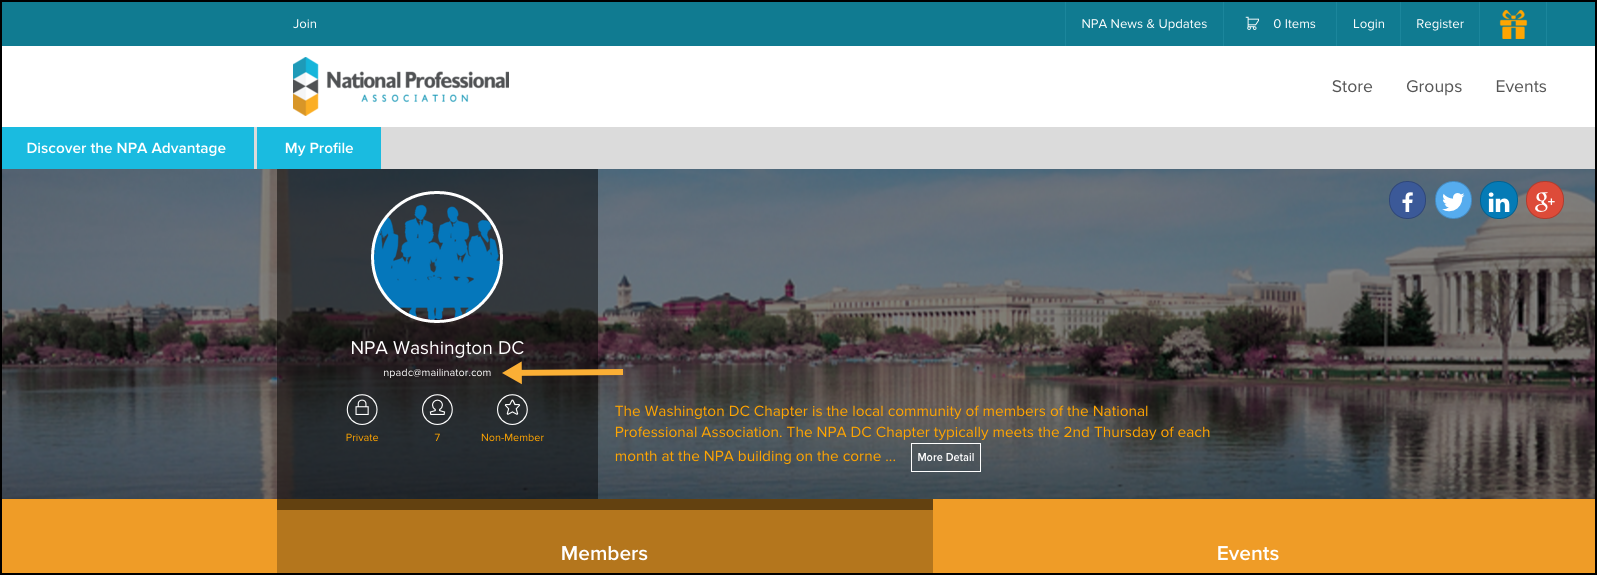 Join
NPA News & Updates
0 Items
Login
Register
National Professional
ASSOCIATION
Store
Groups
Events
Discover the NPA Advantage
My Profile
f
in
g+
NPA Washington DC
npadc@mailinator.com
Private
7
Non-Member
The Washington DC Chapter is the local community of members of the National
Professional Association. The NPA DC Chapter typically meets the 2nd Thursday of each
month at the NPA building on the corne ...
More Detail
Members
Events